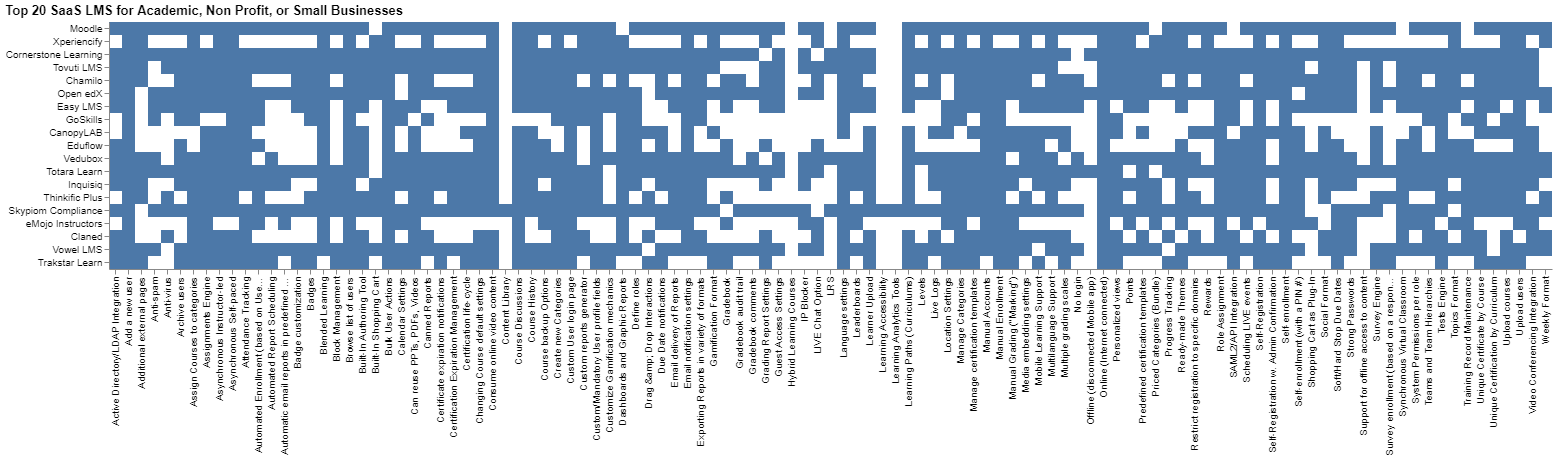 Top 20 SaaS LMS for Academic, Non Profit, or Small Businesses
Moodle
Xperiencify
Cornerstone Learning
Tovuti LMS
Chamilo
Open edX
Easy LMS
GoSkills
CanopyLAB
Eduflow
Vedubox
Totara Learn
Inquisiq
Thinkific Plus
Skypiom Compliance
eMojo Instructors
Claned
Vowel LMS
Trakstar Learn
Active Directory/LDAP Integration
Add a new user
Additional external pages
Anti-spam
Antivirus
Archive users
Assign Courses to categories
Assignments Engine
Asynchronous Instructor-led
Asynchronous Self-paced
Attendance Tracking
Automated Enrollment (based on Use...
Automated Report Scheduling
Automatic email reports in predefined ...
Badge customization
Badges
Blended Learning
Block Management
Browse list of users
Built-In Authoring Tool
Built-In Shopping Cart
Bulk User Actions
Calendar Settings
Can reuse PPTs, PDFs, Videos
Canned Reports
Certificate expiration notifications
Certification Expiration Management
Certification life cycle
Changing Course default settings
Consume online video content
Content Library
Course Discussions
Course History
Course backup Options
Create new Categories
Custom User login page
Custom reports generator
Custom/Mandatory User profile fields
Customize Gamification mechanics
Dashboards and Graphic Reports
Define roles
Drag &amp; Drop Interactions
Due Date notifications
Email delivery of reports
Email notification settings
Exporting Reports in variety of formats
Gamification Format
Gradebook
Gradebook audit trail
Gradebook comments
Grading Report Settings
Guest Access Settings
Hybrid Learning Courses
IP Blocker
LIVE Chat Option
LRS
Language settings
Leaderboards
Learner Upload
Learning Accessibility
Learning Analytics Tools
Learning Paths (Curriculums)
Levels
Live Logs
Location Settings
Manage Categories
Manage certification templates
Manual Accounts
Manual Enrollment
Manual Grading ("Marking")
Media embedding settings
Mobile Learning Support
Multilanguage Support
Multiple grading scales
No login
Offline (disconnected Mobile app)
Online (Internet connected)
Personalized views
Points
Predefined certification templates
Priced Categories (Bundle)
Progress Tracking
Ready-made Themes
Restrict registration to specific domains
Rewards
Role Assignment
SAML2/API Integration
Scheduling LIVE events
Self-Registration
Self-Registration w. Admin Confirmation
Self enrollment
Self-enrollment (with a PIN #)
Shopping Cart as Plug-In
Social Format
Soft/Hard Stop Due Dates
Strong Passwords
Support for offline access to content
Survey Engine
Survey enrollment (based on a respon...
Synchronous Virtual Classroom
System Permissions per role
Teams and Team Hierarchies
Tests Engine
Topic Format
Training Record Maintenance
Unique Certificate by Course
Unique Certification by Curriculum
Upload courses
Upload users
Video Conferencing Integration
Weekly Format